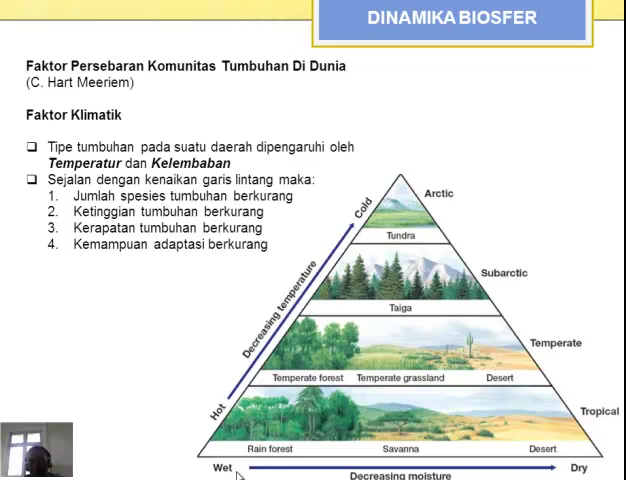 DINAMIKA BIOSFER
Faktor Persebaran Komunitas Tumbuhan Di Dunia
(C. Hart Meeriem)
Faktor Klimatik
Tipe tumbuhan pada suatu daerah dipengaruhi oleh
Temperatur dan Kelembaban
Sejalan dengan kenaikan garis lintang maka:
1. Jumlah spesies tumbuhan berkurang
2. Ketinggian tumbuhan berkurang
3. Kerapatan tumbuhan berkurang
4. Kemampuan adaptasi berkurang
Cold
Decreasing temperature
Hot
Arctic
Tundra
Subarctic
Taiga
Temperate
Temperate forest Temperate grassland Desert
Tropical
Rain forest Savanna Desert
Wet Dry
Decreasing moisture